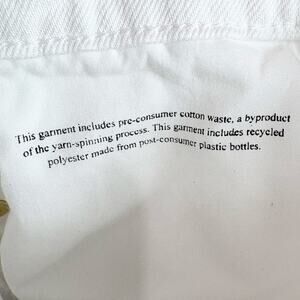 This garment includes pre-consumer cotton waste, a byproduct
of the yarn-spinning process. This garment includes recycled
polyester made from post-consumer plastic bottles.